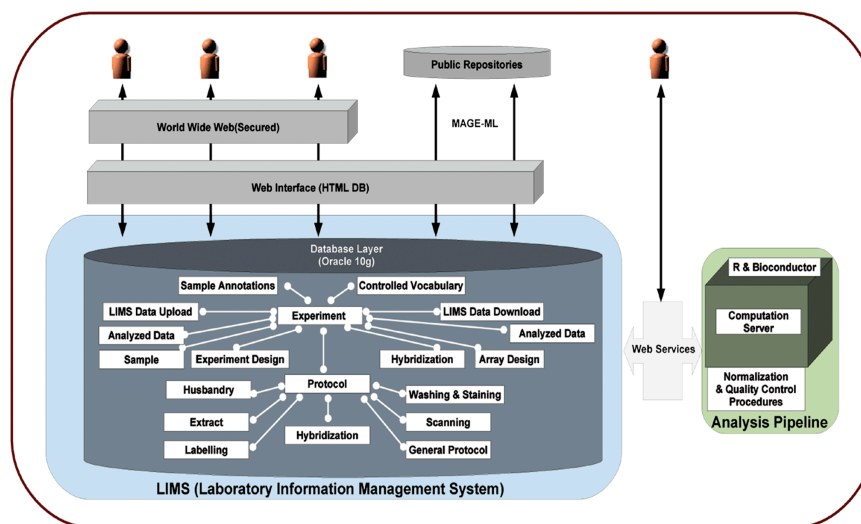 Public Repositories
World Wide Web(Secured)
MAGE-ML
Web Interface (HTML DB)
Database Layer
(Oracle 10g)
Sample Annotations
Controlled Vocabulary
LIMS Data Upload
Experiment
LIMS Data Download
Analyzed Data
Analyzed Data
Sample
Experiment Design
Hybridization
Array Design
Husbandry
Protocol
Washing & Staining
Extract
Hybridization
Scanning
Labelling
General Protocol
LIMS (Laboratory Information Management System)
Web Services
R & Bioconductor
Computation
Server
Normalization
& Quality Control
Procedures
Analysis Pipeline